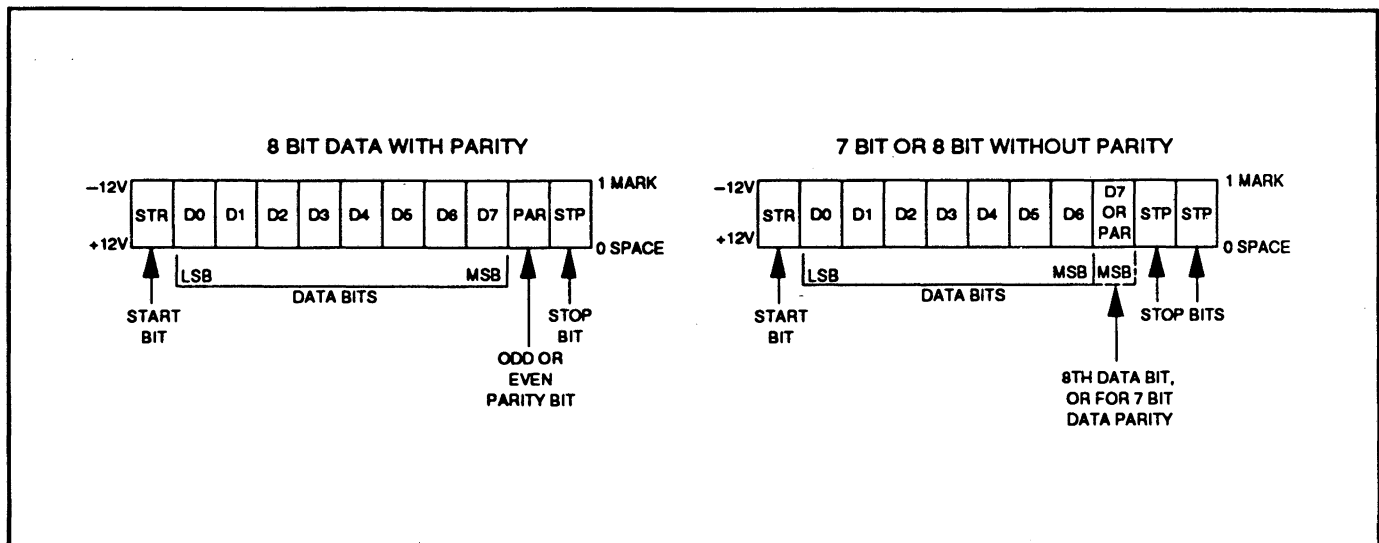 8 BIT DATA WITH PARITY
–12V
1 MARK
STR D0 D1 D2 D3 D4 D5 D6 D7 PAR STP
+12V
0 SPACE
LSB
MSB
DATA BITS
START
BIT
STOP
BIT
ODD OR
EVEN
PARITY BIT
7 BIT OR 8 BIT WITHOUT PARITY
–12V
1 MARK
STR D0 D1 D2 D3 D4 D5 D6 D7 OR PAR STP STP
+12V
0 SPACE
LSB
MSB
MSB
DATA BITS
START
BIT
STOP BITS
8TH DATA BIT,
OR FOR 7 BIT
DATA PARITY